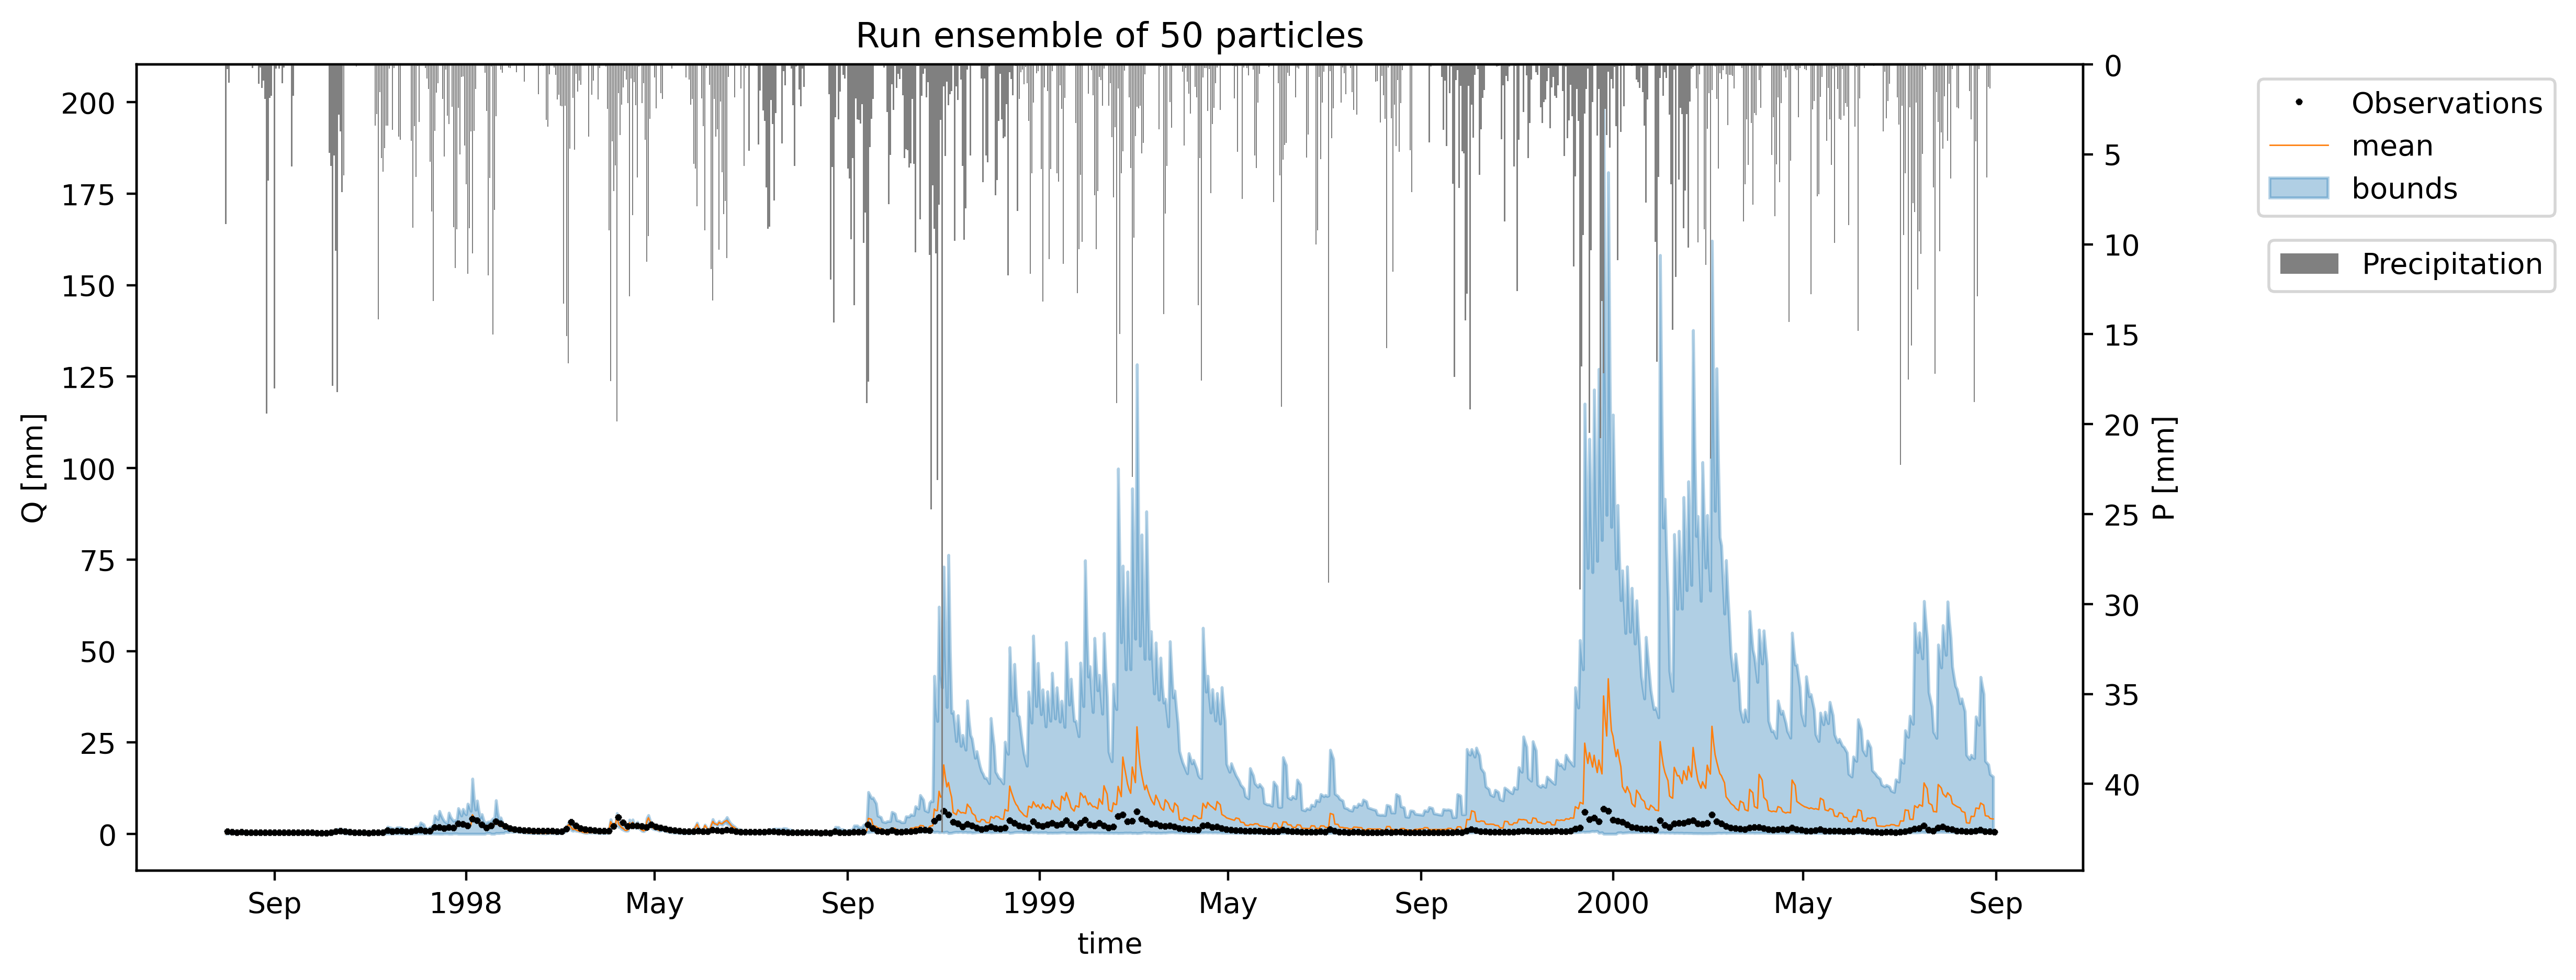 Run ensemble of 50 particles
200
175
150
125
100
75
50
25
0
Q [mm]
0
5
10
15
20
25
30
35
40
P [mm]
Sep
1998
May
Sep
1999
May
Sep
2000
May
Sep
time
Observations
mean
bounds
Precipitation